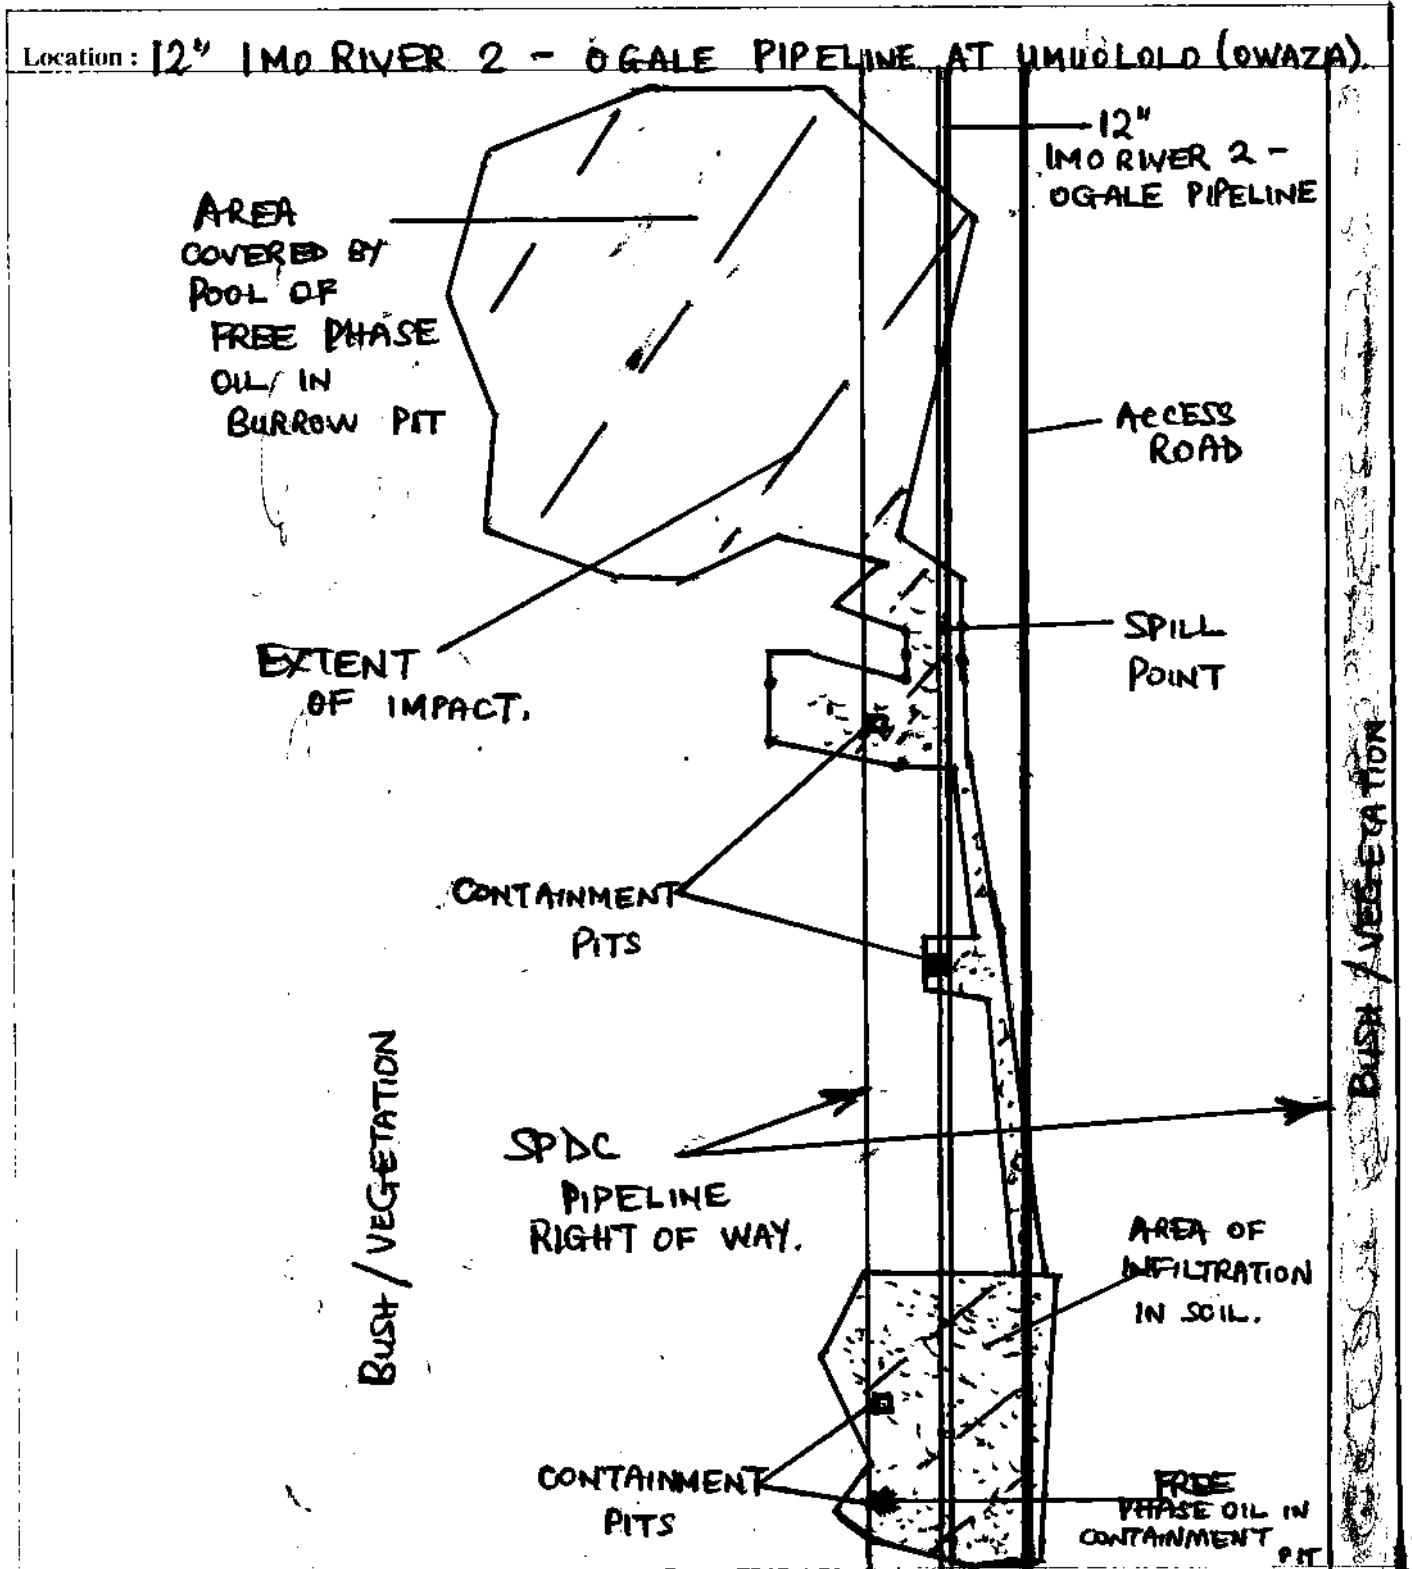 Location : 12" IMO RIVER 2 - OGALE PIPELINE AT UMUOLOLO (OWAZA).
12"
IMO RIVER 2 -
OGALE PIPELINE
AREA
COVERED BY
POOL OF
FREE PHASE
OIL IN
BURROW PIT
ACCESS
ROAD
SPILL
POINT
EXTENT
OF IMPACT.
CONTAINMENT
PITS
BUSH / VEGETATION
BUSH / VEGETATION
SPDC
PIPELINE
RIGHT OF WAY.
AREA OF
INFILTRATION
IN SOIL.
CONTAINMENT
PITS
FREE
PHASE OIL IN
CONTAINMENT
PIT